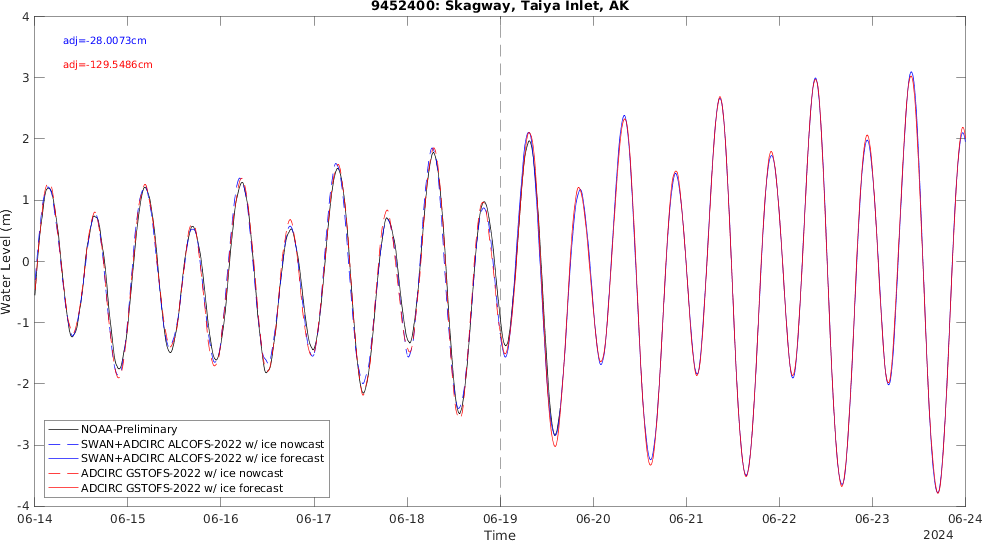 9452400: Skagway, Taiya Inlet, AK
4
adj=-28.0073cm
adj=-129.5486cm
3
2
1
0
-1
-2
-3
-4
Water Level (m)
NOAA-Preliminary
SWAN+ADCIRC ALCOFS-2022 w/ ice nowcast
SWAN+ADCIRC ALCOFS-2022 w/ ice forecast
ADCIRC GSTOFS-2022 w/ ice nowcast
ADCIRC GSTOFS-2022 w/ ice forecast
06-14 06-15 06-16 06-17 06-18 06-19 06-20 06-21 06-22 06-23 06-24
Time
2024